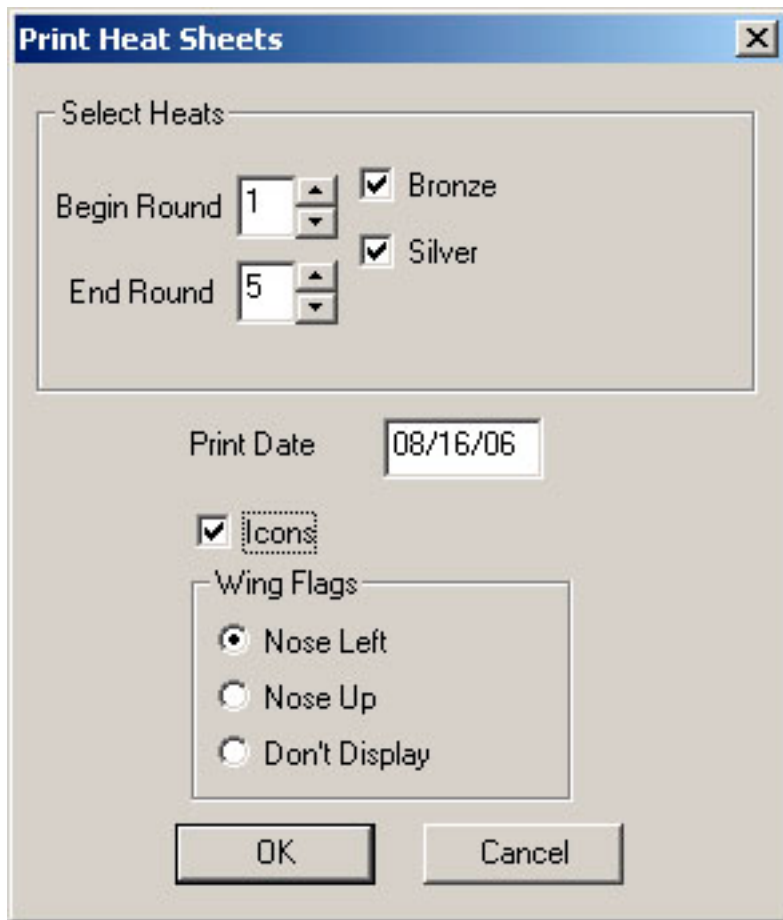 Print Heat Sheets
Select Heats
Begin Round 1
Bronze
Silver
End Round 5
Print Date 08/16/06
Icons
Wing Flags
Nose Left
Nose Up
Don't Display
OK Cancel